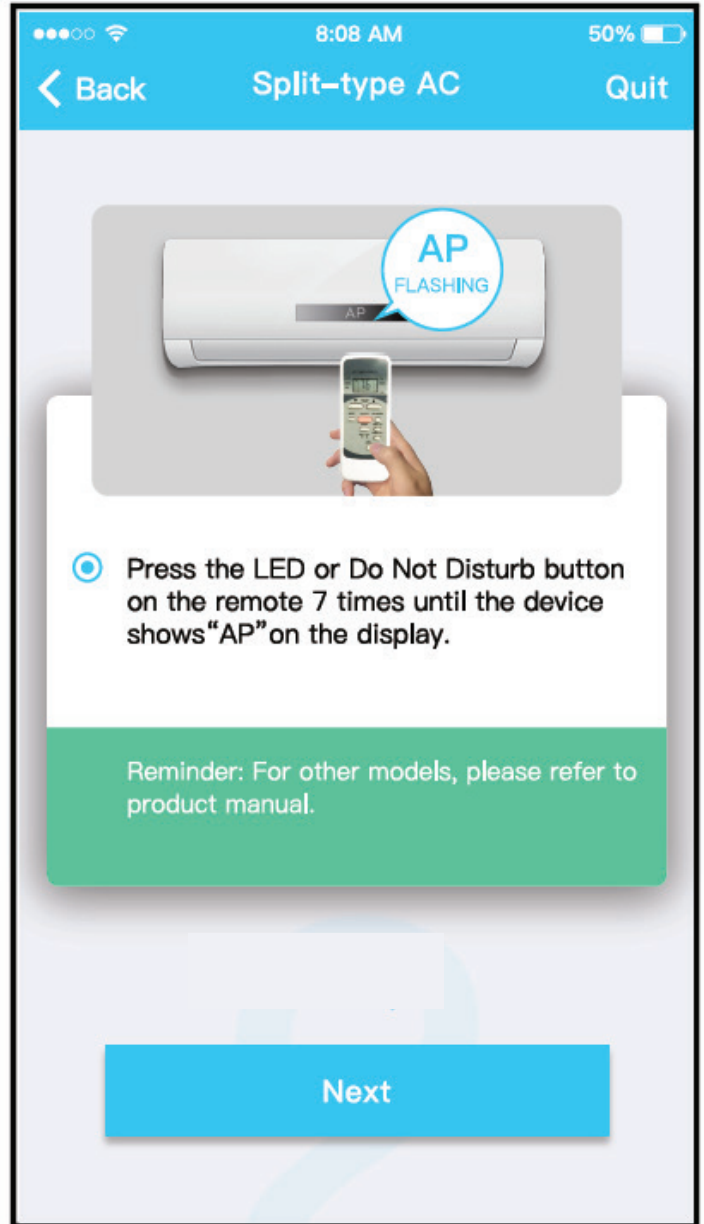 8:08 AM
50%
Back
Split-type AC
Quit
AP
FLASHING
AP
Press the LED or Do Not Disturb button
on the remote 7 times until the device
shows“AP”on the display.
Reminder: For other models, please refer to
product manual.
Next